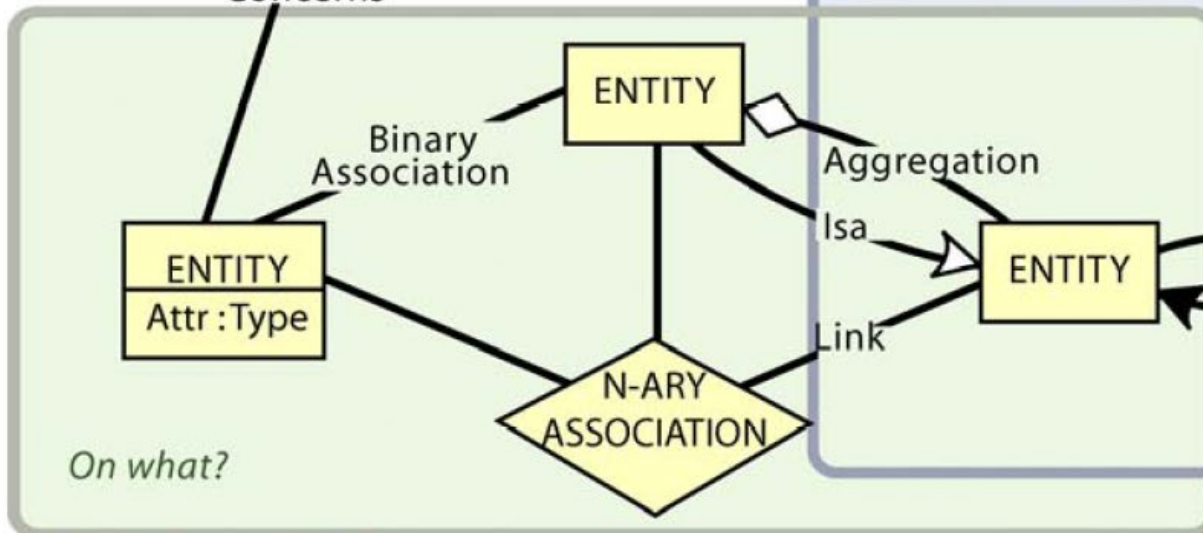 ENTITY
Binary
Association
Aggregation
Isa
ENTITY
Attr : Type
ENTITY
Link
N-ARY
ASSOCIATION
On what?